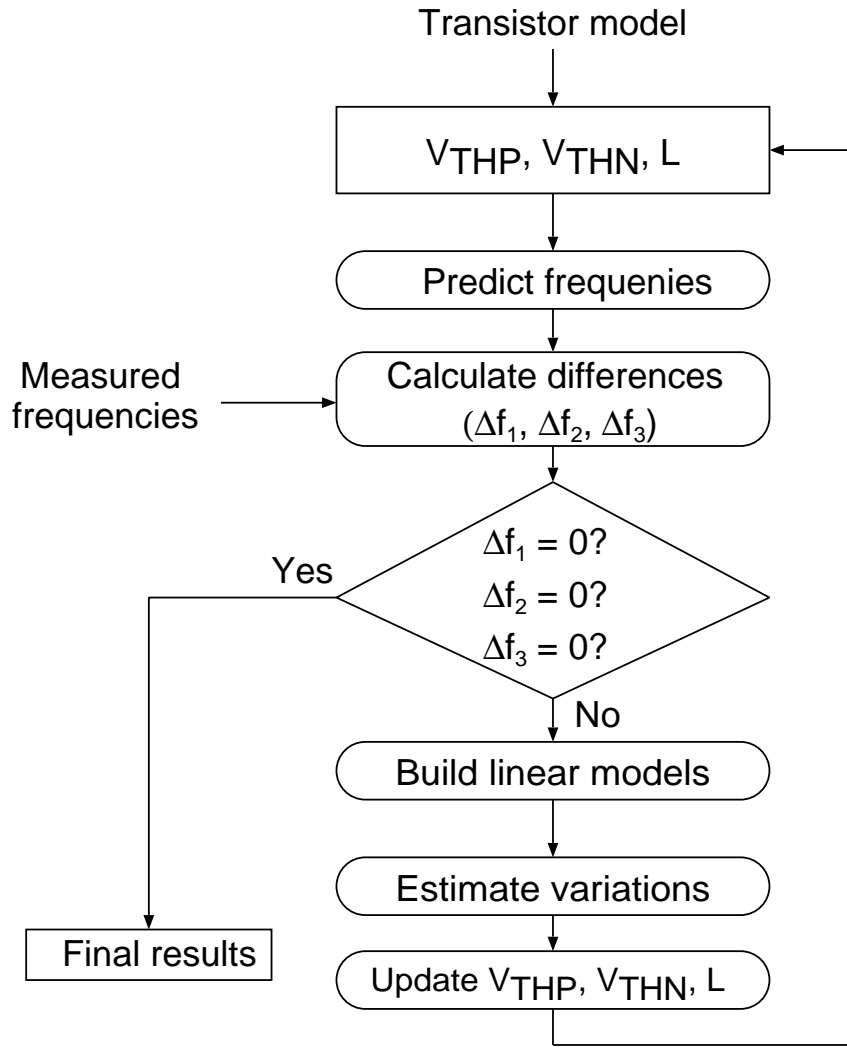 Transistor model
VTHP, VTHN, L
Predict frequenies
Measured
frequencies
Calculate differences
(Δf₁, Δf₂, Δf₃)
Yes
Δf₁ = 0?
Δf₂ = 0?
Δf₃ = 0?
No
Build linear models
Estimate variations
Final results
Update VTHP, VTHN, L